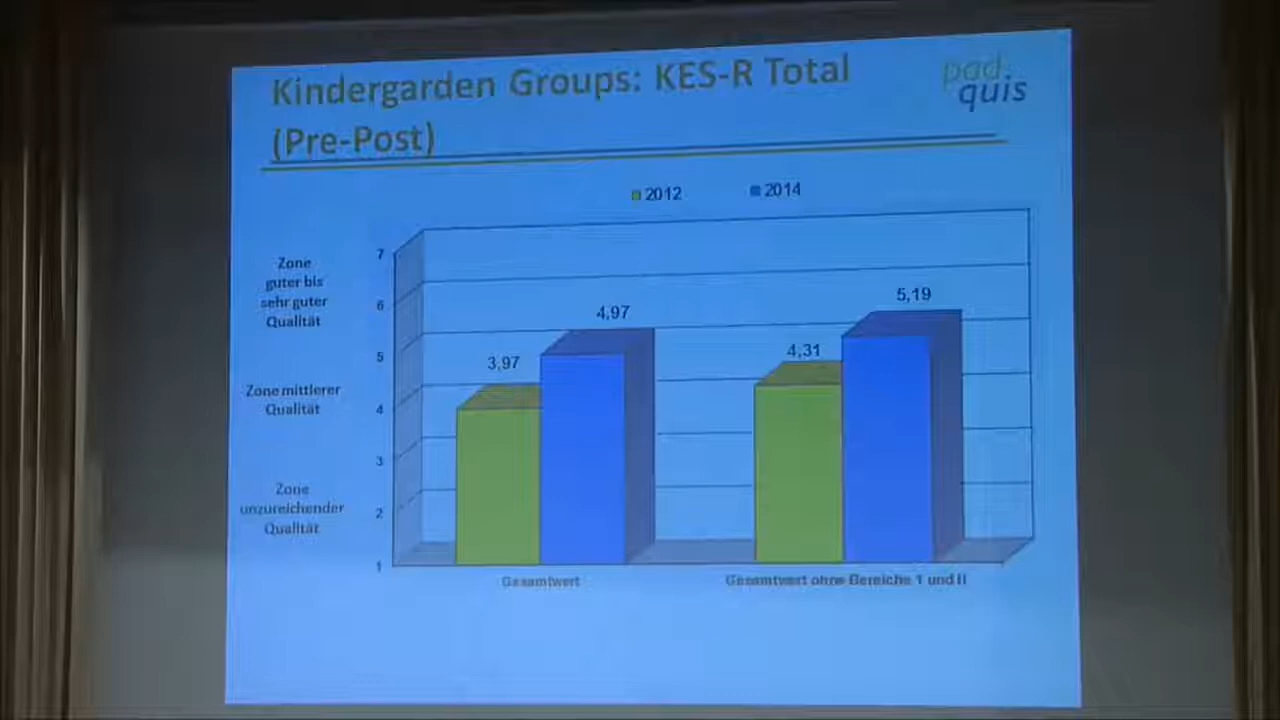 Kindergarden Groups: KES-R Total
(Pre-Post)
pad
quis
2012
2014
Zone
guter bis
sehr guter
Qualität
Zone mittlerer
Qualität
Zone
unzureichender
Qualität
7
6
5
4
3
2
1
3,97
4,97
4,31
5,19
Gesamtwert
Gesamtwert ohne Bereiche 1 und II